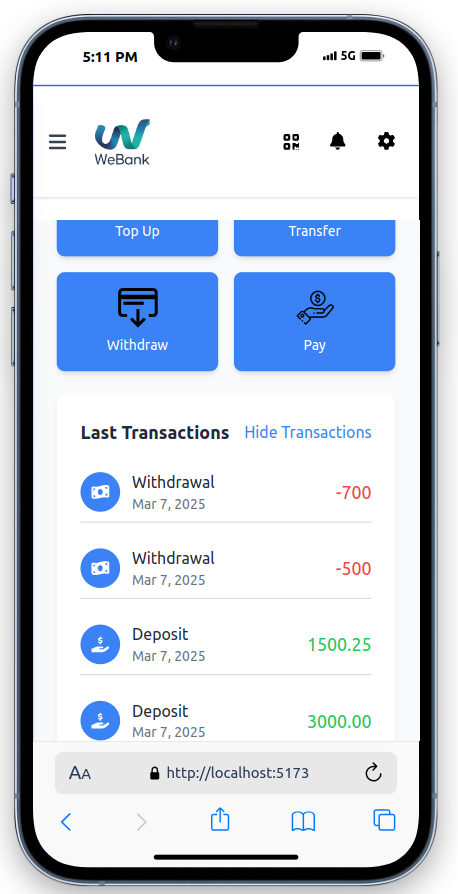 5:11 PM
5G
WeBank
Top Up
Transfer
Withdraw
Pay
Last Transactions
Hide Transactions
Withdrawal
Mar 7, 2025
-700
Withdrawal
Mar 7, 2025
-500
Deposit
Mar 7, 2025
1500.25
Deposit
Mar 7, 2025
3000.00
AA
http://localhost:5173